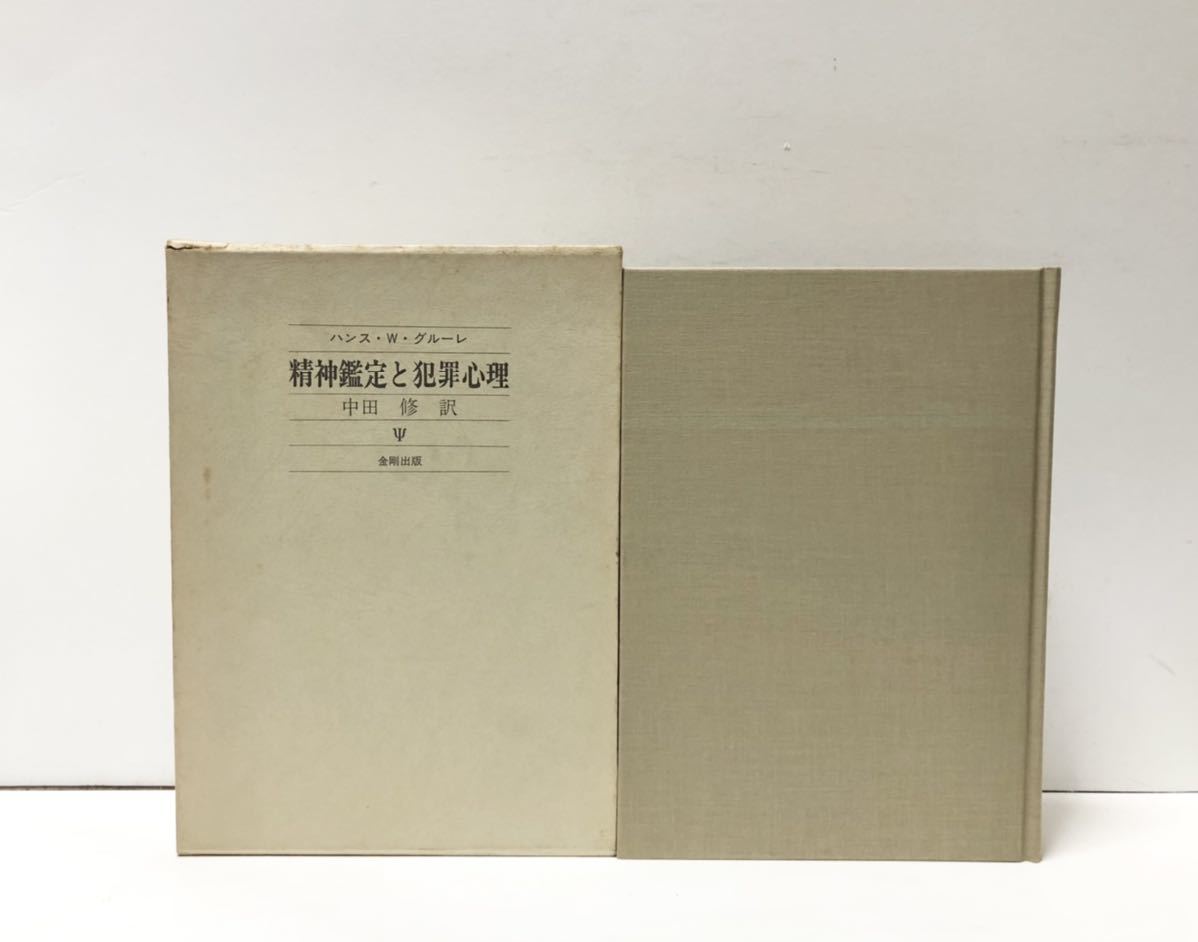 ハンス・W・グルーレ
精神鑑定と犯罪心理
中田 修 訳
Ψ
金剛出版